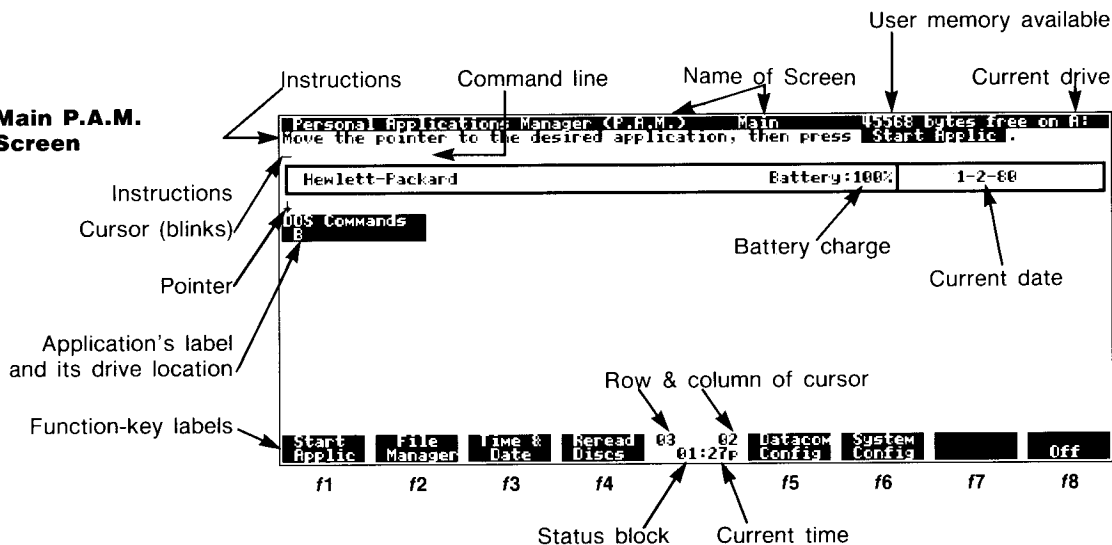 User memory available
Instructions
Command line
Name of Screen
Current drive
Main P.A.M.
Screen
Personal Applications Manager (P.A.M.) Main 45568 bytes free on A:
Move the pointer to the desired application, then press Start Applic .
Hewlett-Packard Battery:100% 1-2-80
Instructions
Cursor (blinks)
DOS Commands
B
Battery charge
Current date
Pointer
Application's label
and its drive location
Row & column of cursor
Function-key labels
Start Applic
File Manager
Time & Date
Reread Discs
03 02
01:27p
Datacom Config
System Config
Off
f1 f2 f3 f4 f5 f6 f7 f8
Status block
Current time